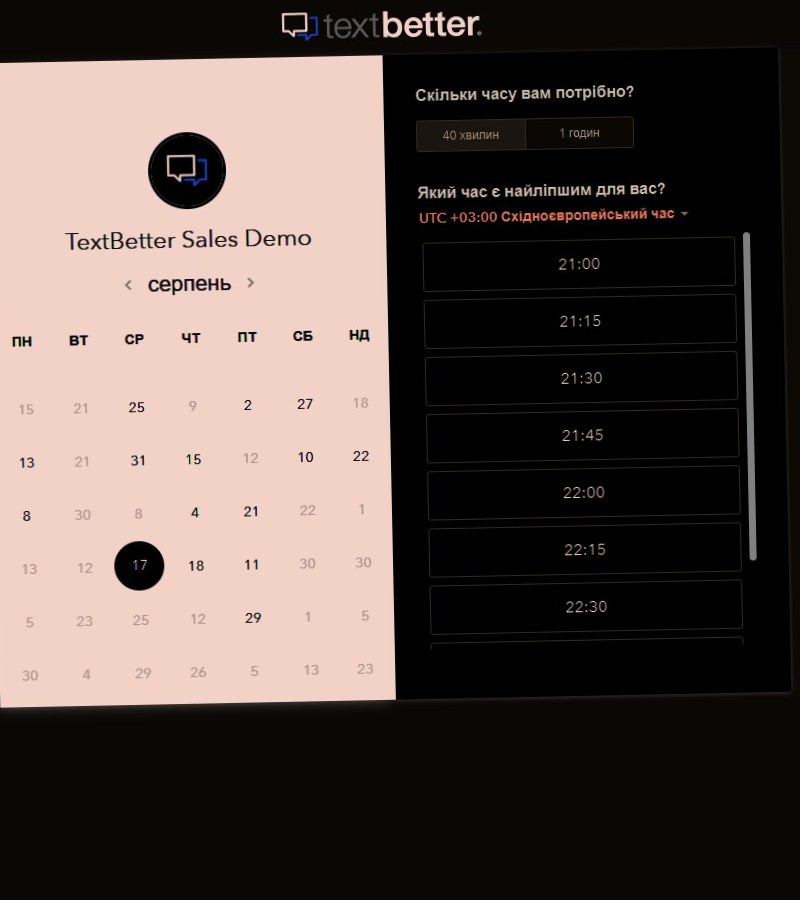 textbetter.
TextBetter Sales Demo
серпень
ПН ВТ СР ЧТ ПТ СБ НД
15 21 25 9 2 27 18
13 21 31 15 12 10 22
8 30 8 4 21 22 1
13 12 17 18 11 30 30
5 23 25 12 29 1 5
30 4 29 26 5 13 23
Скільки часу вам потрібно?
40 хвилин 1 годин
Який час є найліпшим для вас?
UTC +03:00 Східноєвропейський час
21:00
21:15
21:30
21:45
22:00
22:15
22:30